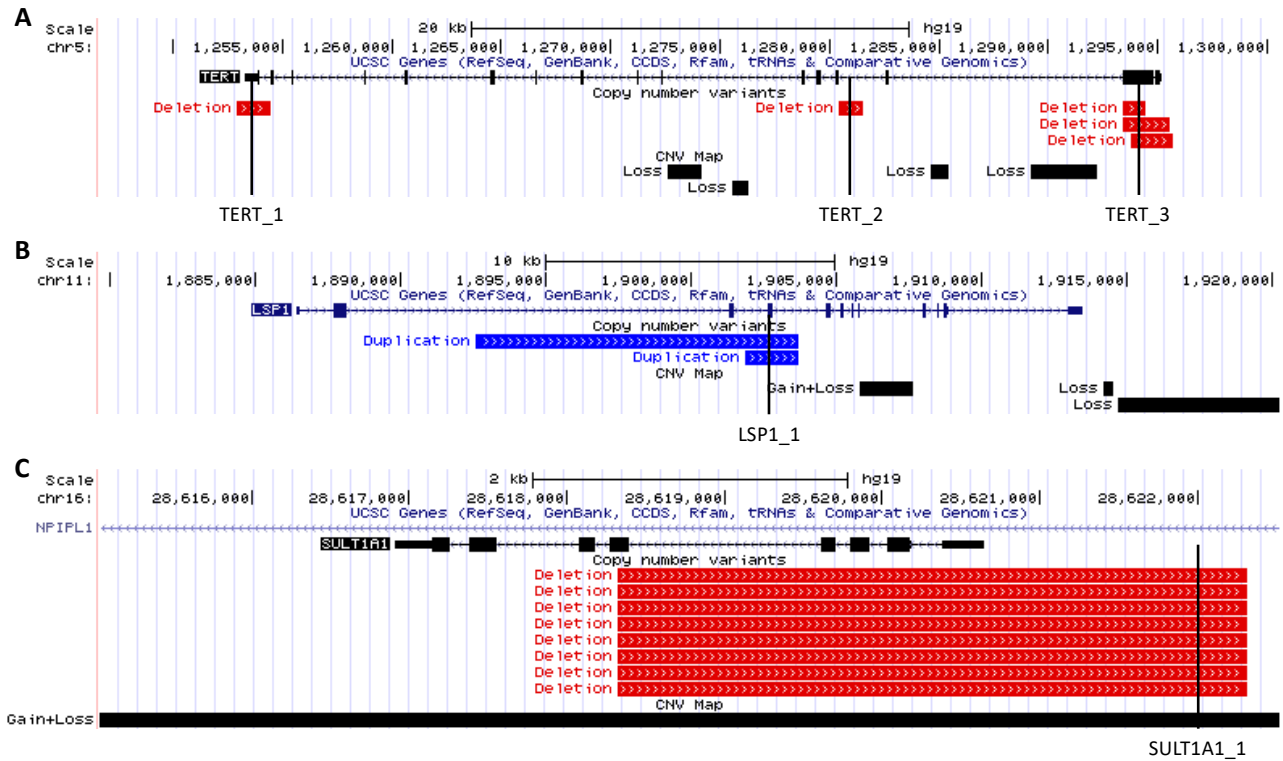 A
Scale 20 kb hg19
chr5: 1,255,000 1,260,000 1,265,000 1,270,000 1,275,000 1,280,000 1,285,000 1,290,000 1,295,000 1,300,000
UCSC Genes (RefSeq, GenBank, CCDS, Rfam, tRNAs & Comparative Genomics)
TERT
Copy number variants
Deletion Deletion Deletion
Deletion
Deletion
CNV Map
Loss Loss Loss
Loss
TERT_1 TERT_2 TERT_3
B
Scale 10 kb hg19
chr11: 1,885,000 1,890,000 1,895,000 1,900,000 1,905,000 1,910,000 1,915,000 1,920,000
UCSC Genes (RefSeq, GenBank, CCDS, Rfam, tRNAs & Comparative Genomics)
LSP1
Copy number variants
Duplication
Duplication
CNV Map
Gain+Loss Loss
Loss
LSP1_1
C
Scale 2 kb hg19
chr16: 28,616,000 28,617,000 28,618,000 28,619,000 28,620,000 28,621,000 28,622,000
UCSC Genes (RefSeq, GenBank, CCDS, Rfam, tRNAs & Comparative Genomics)
NPIPL1
SULT1A1
Copy number variants
Deletion
Deletion
Deletion
Deletion
Deletion
Deletion
Deletion
Deletion
CNV Map
Gain+Loss
SULT1A1_1